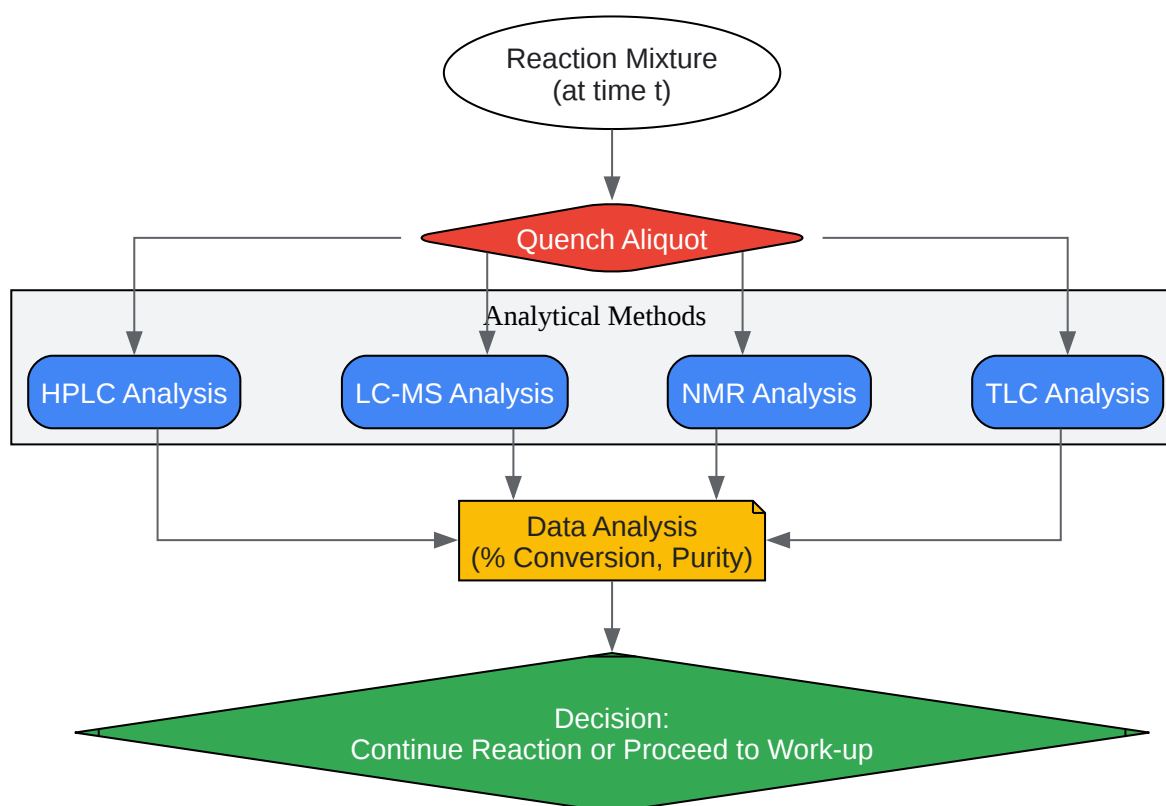 Reaction Mixture
(at time t)
Quench Aliquot
Analytical Methods
HPLC Analysis
LC-MS Analysis
NMR Analysis
TLC Analysis
Data Analysis
(% Conversion, Purity)
Decision:
Continue Reaction or Proceed to Work-up